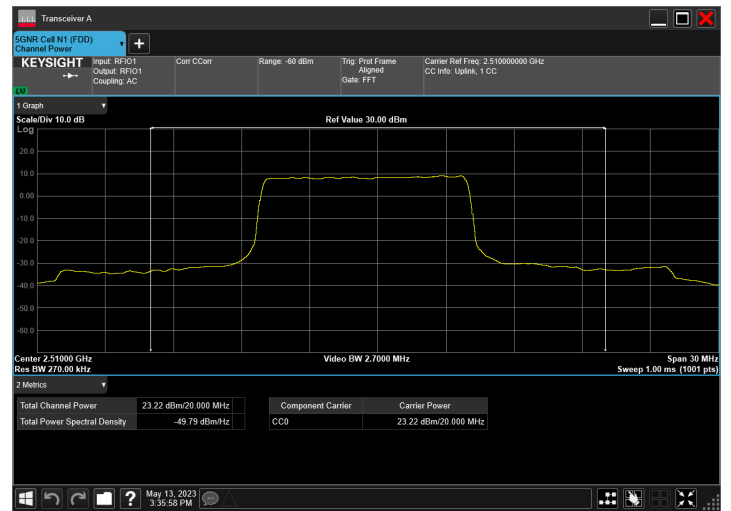 Transceiver A
5GNR Cell N1 (FDD)
Channel Power
KEYSIGHT
Input: RFIO1
Output: RFIO1
Coupling: AC
Corr CCorr
Range: -60 dBm
Trig: Prot Frame
Aligned
Gate: FFT
Carrier Ref Freq: 2.510000000 GHz
CC Info: Uplink, 1 CC
LXI
1 Graph
Scale/Div 10.0 dB
Ref Value 30.00 dBm
Log
20.0
10.0
0.00
-10.0
-20.0
-30.0
-40.0
-50.0
-60.0
Center 2.51000 GHz
Video BW 2.7000 MHz
Span 30 MHz
Res BW 270.00 kHz
Sweep 1.00 ms (1001 pts)
2 Metrics
Total Channel Power 23.22 dBm/20.000 MHz
Total Power Spectral Density -49.79 dBm/Hz
Component Carrier Carrier Power
CC0 23.22 dBm/20.000 MHz
?
May 13, 2023
3:35:58 PM